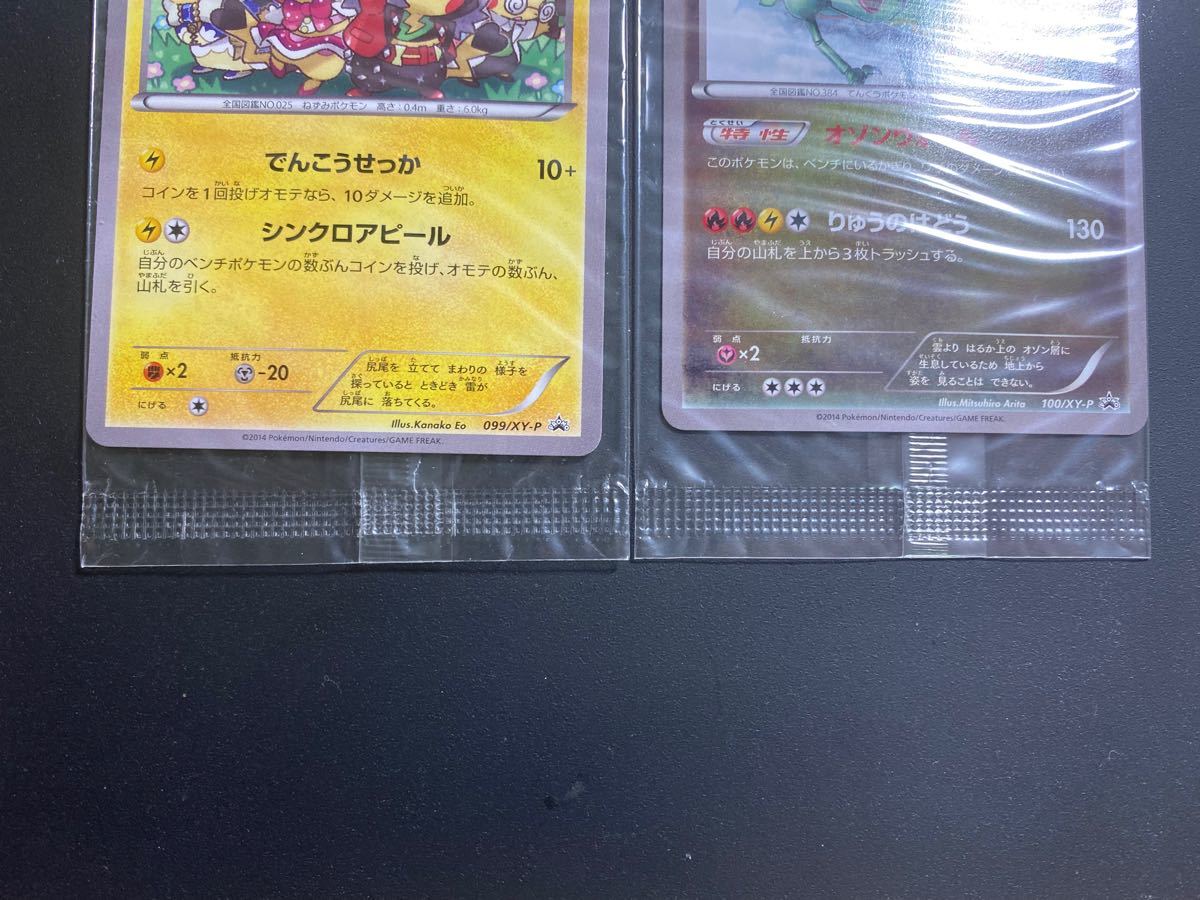 全国図鑑NO.025 ねずみポケモン 高さ:0.4m 重さ:6.0kg
でんこうせっか 10+
コインを1回投げオモテなら、10ダメージを追加。
シンクロアピール
自分のベンチポケモンの数ぶんコインを投げ、オモテの数ぶん、
山札を引く。
弱点 抵抗力
×2 -20
にげる
尻尾を 立てて まわりの 様子を
探っていると ときどき 雷が
尻尾に 落ちてくる。
Illus.Kanako Eo 099/XY-P
©2014 Pokémon/Nintendo/Creatures/GAME FREAK.
全国図鑑NO.384 てんくうポケモン
特性 オゾン
このポケモンは、ベンチにいるかぎり、
りゅうのはどう 130
自分の山札を上から3枚トラッシュする。
弱点 抵抗力
×2
にげる
雲より はるか上の オゾン層に
生息しているため 地上から
姿を 見ることは できない。
Illus.Mitsuhiro Arita 100/XY-P
©2014 Pokémon/Nintendo/Creatures/GAME FREAK.